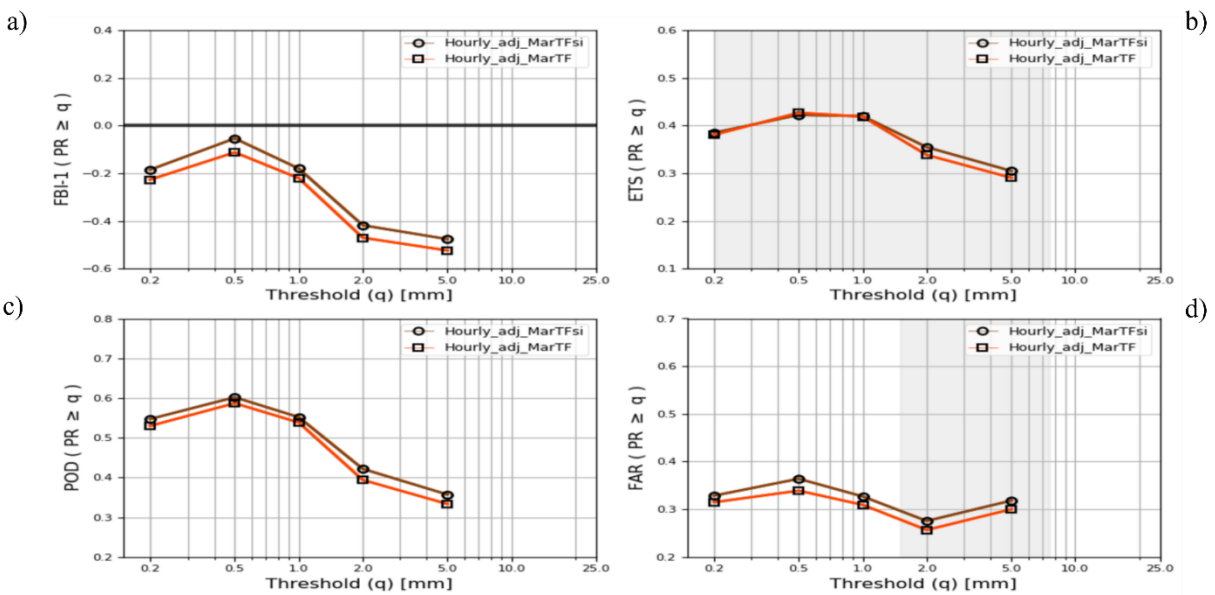 a)
0.4
0.2
0.0
−0.2
−0.4
−0.6
FBI-1 ( PR ≥ q)
Hourly_adj_MarTFsi
Hourly_adj_MarTF
0.2 0.5 1.0 2.0 5.0 10.0 25.0
Threshold (q) [mm]
b)
0.6
0.5
0.4
0.3
0.2
0.1
ETS ( PR ≥ q)
Hourly_adj_MarTFsi
Hourly_adj_MarTF
0.2 0.5 1.0 2.0 5.0 10.0 25.0
Threshold (q) [mm]
c)
0.8
0.7
0.6
0.5
0.4
0.3
0.2
POD ( PR ≥ q)
Hourly_adj_MarTFsi
Hourly_adj_MarTF
0.2 0.5 1.0 2.0 5.0 10.0 25.0
Threshold (q) [mm]
d)
0.7
0.6
0.5
0.4
0.3
0.2
FAR ( PR ≥ q)
Hourly_adj_MarTFsi
Hourly_adj_MarTF
0.2 0.5 1.0 2.0 5.0 10.0 25.0
Threshold (q) [mm]